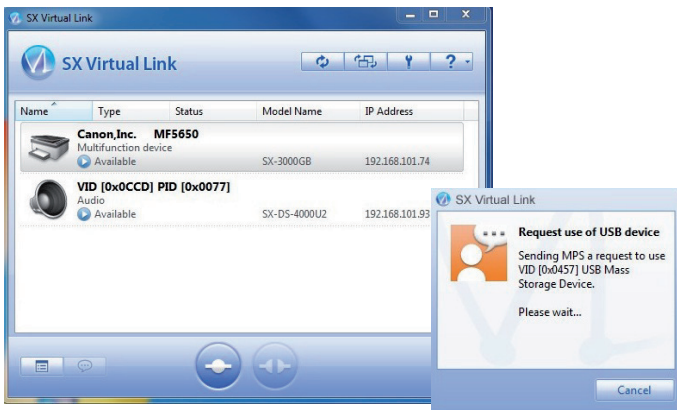 SX Virtual Link
SX Virtual Link
?
Name Type Status Model Name IP Address
Canon,Inc. MF5650
Multifunction device
Available SX-3000GB 192.168.101.74
VID [0x0CCD] PID [0x0077]
Audio
Available SX-DS-4000U2 192.168.101.93
SX Virtual Link
Request use of USB device
Sending MPS a request to use
VID [0x0457] USB Mass
Storage Device.
Please wait...
Cancel